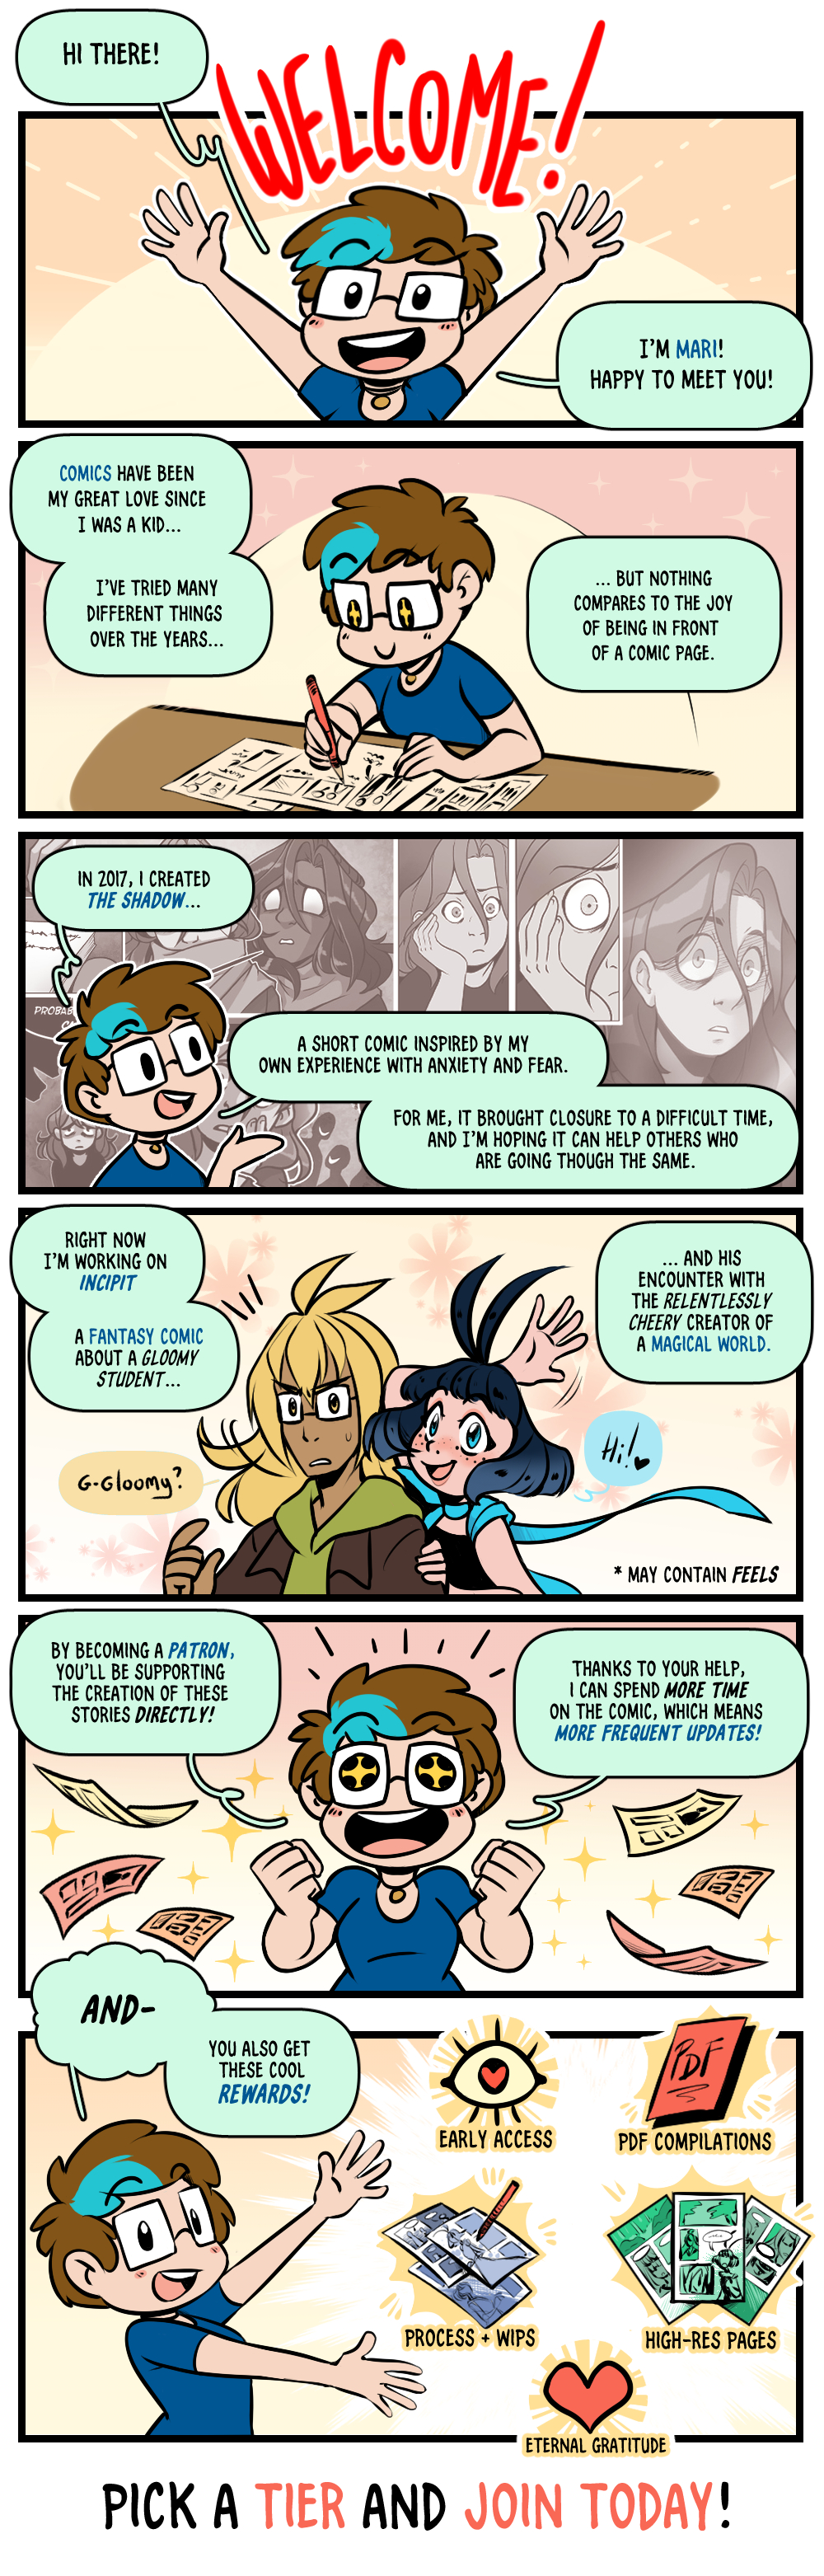 HI THERE!
WELCOME!
I'M MARI!
HAPPY TO MEET YOU!
COMICS HAVE BEEN
MY GREAT LOVE SINCE
I WAS A KID...
I'VE TRIED MANY
DIFFERENT THINGS
OVER THE YEARS...
... BUT NOTHING
COMPARES TO THE JOY
OF BEING IN FRONT
OF A COMIC PAGE.
IN 2017, I CREATED
THE SHADOW...
A SHORT COMIC INSPIRED BY MY
OWN EXPERIENCE WITH ANXIETY AND FEAR.
FOR ME, IT BROUGHT CLOSURE TO A DIFFICULT TIME,
AND I'M HOPING IT CAN HELP OTHERS WHO
ARE GOING THOUGH THE SAME.
RIGHT NOW
I'M WORKING ON
INCIPIT
A FANTASY COMIC
ABOUT A GLOOMY
STUDENT...
... AND HIS
ENCOUNTER WITH
THE RELENTLESSLY
CHEERY CREATOR OF
A MAGICAL WORLD.
G-GLOOMY?
Hi!
* MAY CONTAIN FEELS
BY BECOMING A PATRON,
YOU'LL BE SUPPORTING
THE CREATION OF THESE
STORIES DIRECTLY!
THANKS TO YOUR HELP,
I CAN SPEND MORE TIME
ON THE COMIC, WHICH MEANS
MORE FREQUENT UPDATES!
AND-
YOU ALSO GET
THESE COOL
REWARDS!
EARLY ACCESS
PDF
PDF COMPILATIONS
PROCESS + WIPS
HIGH-RES PAGES
ETERNAL GRATITUDE
PICK A TIER AND JOIN TODAY!